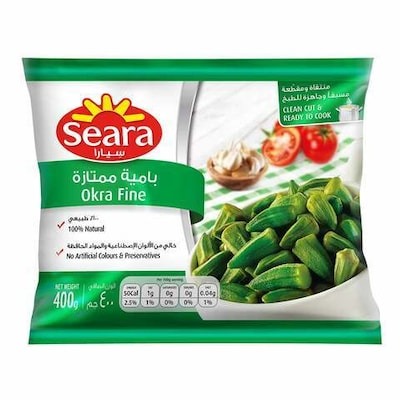 Seara
سيارا
منتقاة ومقطعة
مسبقاً وجاهزة للطبخ
CLEAN CUT &
READY TO COOK
بامية ممتازة
Okra Fine
١٠٠٪ طبيعي
100% Natural
خالي من الألوان الإصطناعية والمواد الحافظة
No Artificial Colours & Preservatives
NET WEIGHT الوزن الصافي
400g ٤٠٠ جم
50Cal 1g 0g 0g 0.04g
2.5% 1% 0% 0% 1%